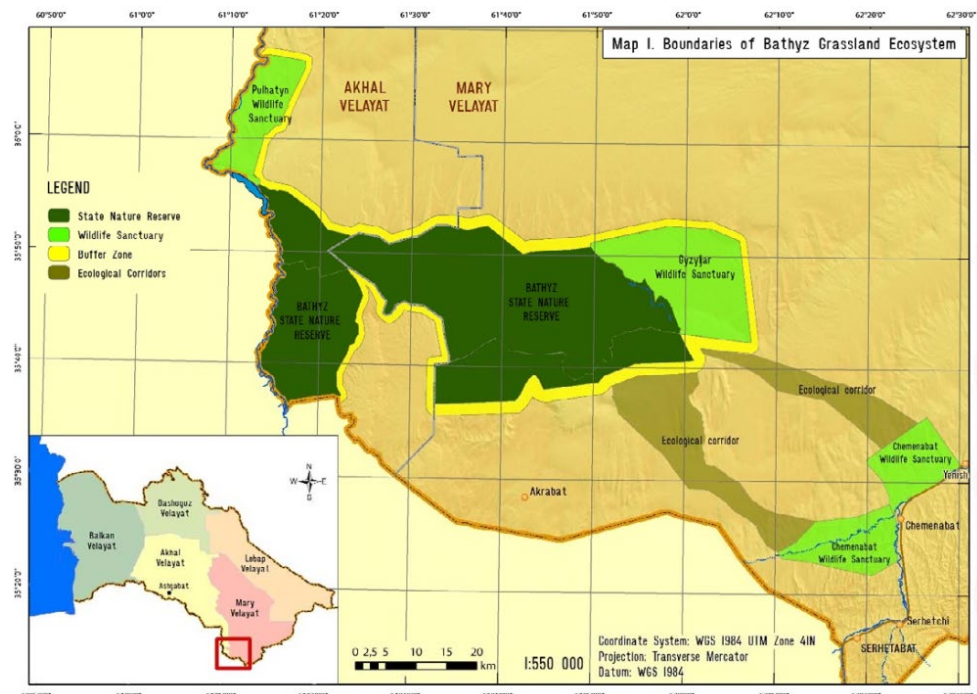 60°50'0" 61°0'0" 61°10' 61°20'0" 61°30'0" 61°40'0" 61°50'0" 62°0'0" 62°10'0" 62°20'0" 62°30'0"
Map I. Boundaries of Bathyz Grassland Ecosystem
AKHAL
VELAYAT
MARY
VELAYAT
Pulhatyn
Wildlife
Sanctuary
36°0'0"
LEGEND
State Nature Reserve
Wildlife Sanctuary
Buffer Zone
Ecological Corridors
35°50'0"
Gyzyljar
Wildlife Sanctuary
BATHYZ
STATE NATURE
RESERVE
BATHYZ
STATE NATURE
RESERVE
35°40'0"
Ecological corridor
Ecological corridor
Chemenabat
Wildlife Sanctuary
Yenish
Akrabat
Chemenabat
Chemenabat
Wildlife Sanctuary
Serhetchi
SERHETABAT
N
W E
S
Balkan
Velayat
Dashoguz
Velayat
Akhal
Velayat
Ashgabat
Lebap
Velayat
Mary
Velayat
35°20'0"
0 2,5 5 10 15 20
km
1:550 000
Coordinate System: WGS 1984 UTM Zone 41N
Projection: Transverse Mercator
Datum: WGS 1984